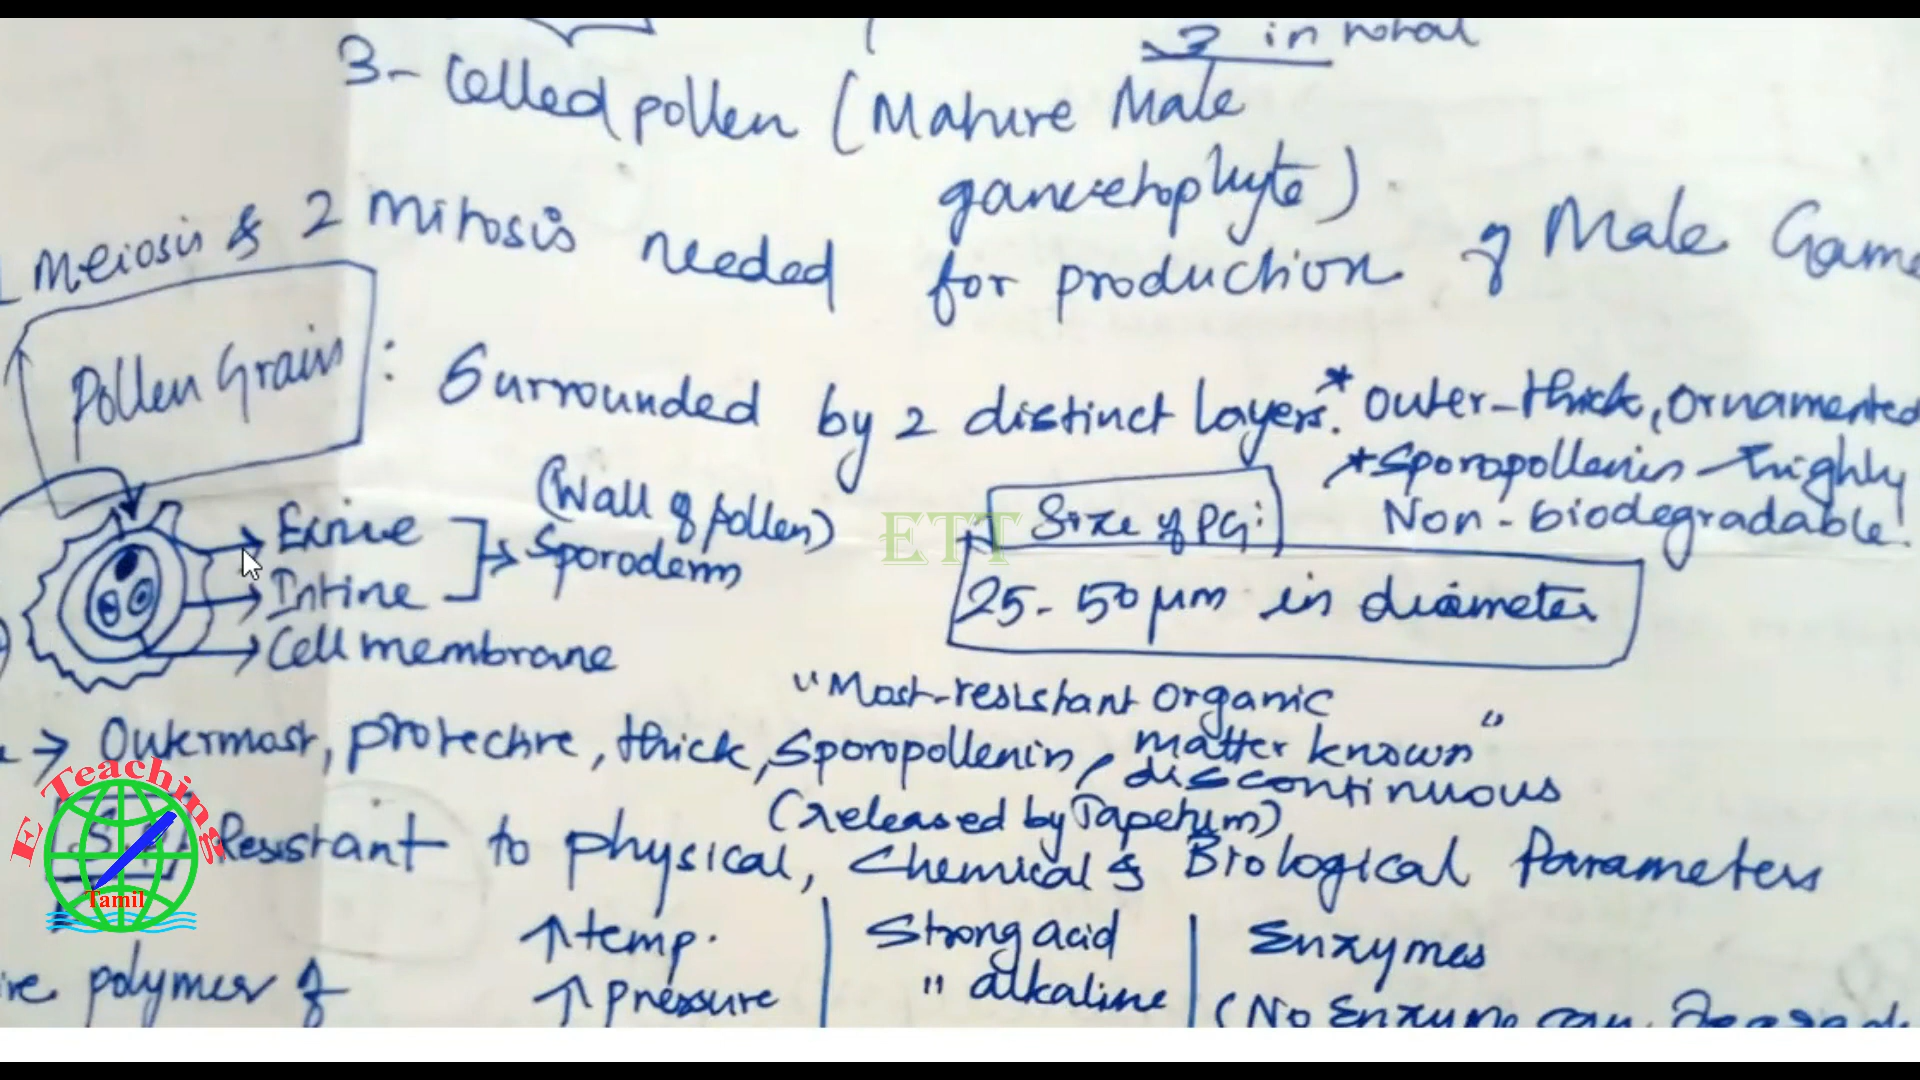 in total
3- Celled pollen (Mature Male
gametophyte)
Meiosis & 2 Mitosis needed for production of Male Game
Pollen Grain : Surrounded by 2 distinct layers. * Outer-thick, Ornamented
* Sporopollenin → highly
Non-biodegradable!
(Wall of pollen)
Exine
Sporoderm
Intine
Cell membrane
Size of PG:
25-50 µm in diameter
ETT
"Most-resistant organic
matter known"
→ Outermost, protective, thick, Sporopollenin, discontinuous
(released by Tapetum)
Resistant to physical, Chemical & Biological Parameters
↑ temp.
↑ pressure
Strong acid
" alkaline
Enzymes
(No Enzyme can
polymer of
E Teaching
Tamil